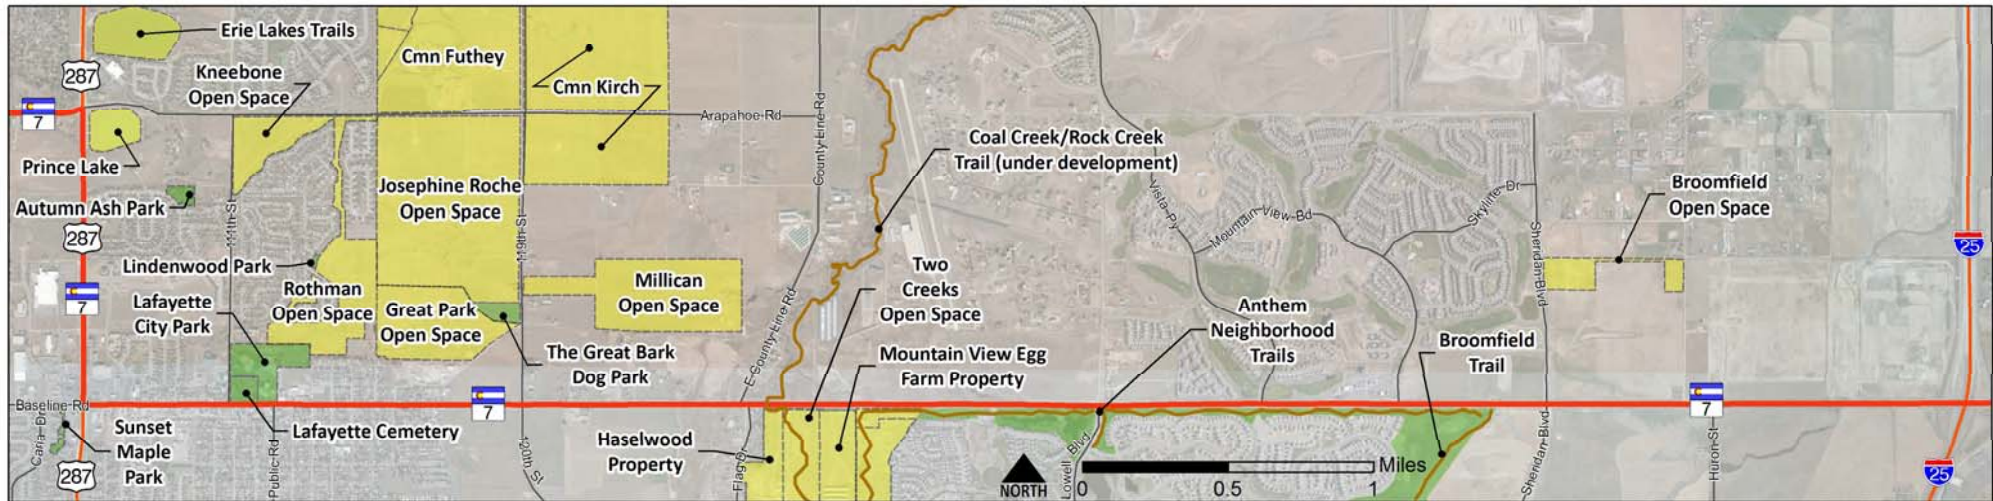 Erie Lakes Trails
287
Kneebone
Open Space
Cmn Futhey
Cmn Kirch
7
Arapahoe Rd
County Line Rd
Prince Lake
Coal Creek/Rock Creek
Trail (under development)
Josephine Roche
Open Space
Autumn Ash Park
111th St
119th St
Vista Py
Mountain View Bd
Skyline Dr
Broomfield
Open Space
Sheridan Blvd
287
25
Lindenwood Park
7
Rothman
Open Space
Lafayette
City Park
Great Park
Open Space
Millican
Open Space
Two
Creeks
Open Space
E County Line Rd
Anthem
Neighborhood
Trails
The Great Bark
Dog Park
Mountain View Egg
Farm Property
Broomfield
Trail
7
7
Baseline Rd
Caria Dr
Sunset
Maple
Park
Lafayette Cemetery
Public Rd
120th St
Haselwood
Property
Flag Dr
Lowell Blvd
Sheridan Blvd
Huron St
287
25
NORTH
0
0.5
1
Miles